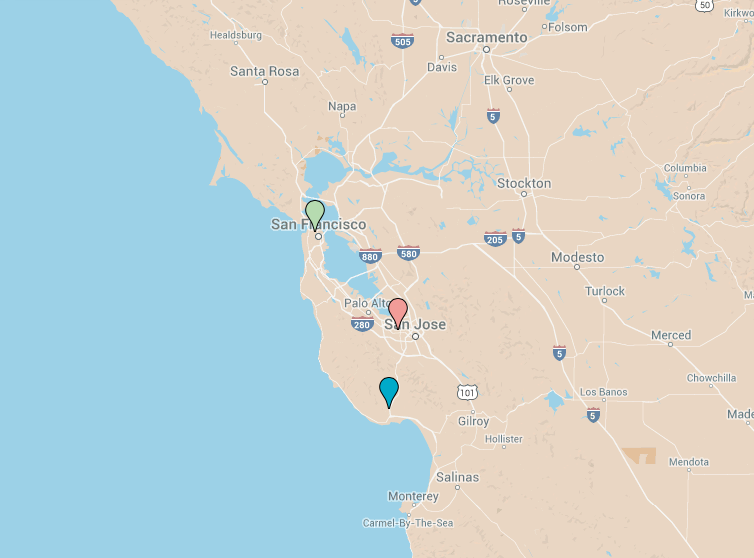 Roseville
50
Kirkwo
Healdsburg
Folsom
505
Sacramento
Davis
Santa Rosa
Elk Grove
Napa
5
Columbia
Stockton
Sonora
San Francisco
205
5
880
580
Modesto
Turlock
Ma
Palo Alto
280
San Jose
Merced
5
Chowchilla
101
Los Banos
5
Made
Gilroy
Hollister
Mendota
Salinas
Monterey
Carmel-By-The-Sea